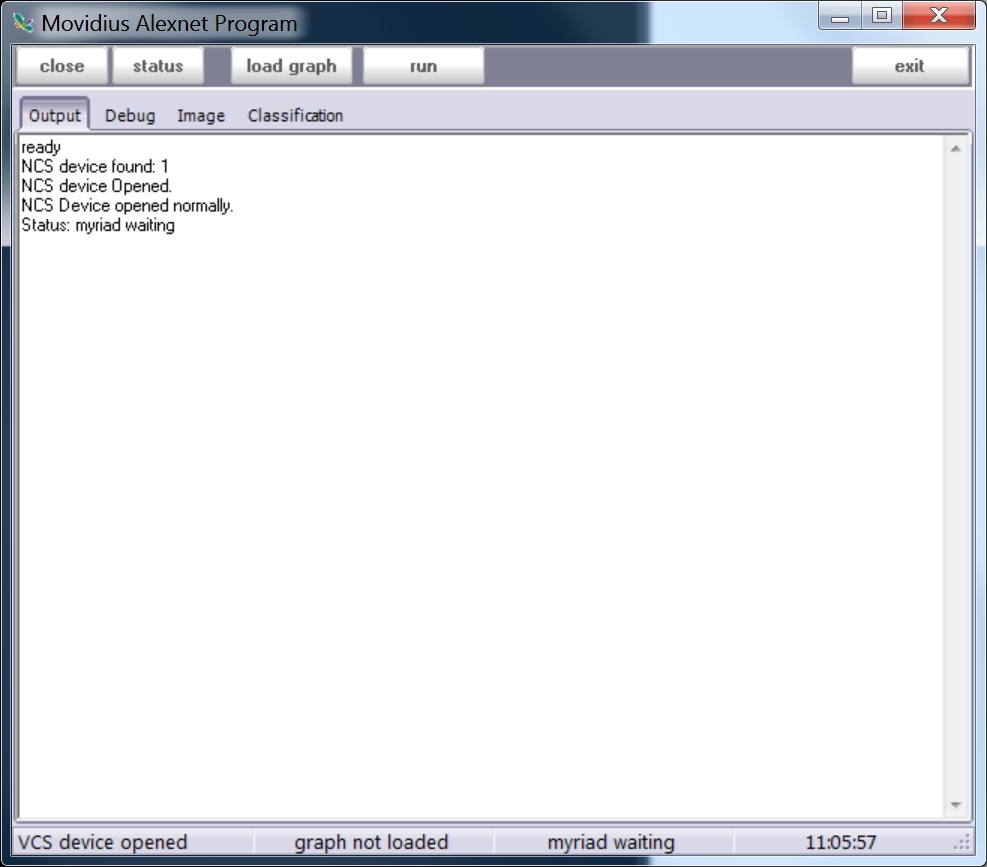 Movidius Alexnet Program
close status load graph run exit
Output Debug Image Classification
ready
NCS device found: 1
NCS device Opened.
NCS Device opened normally.
Status: myriad waiting
VCS device opened graph not loaded myriad waiting 11:05:57